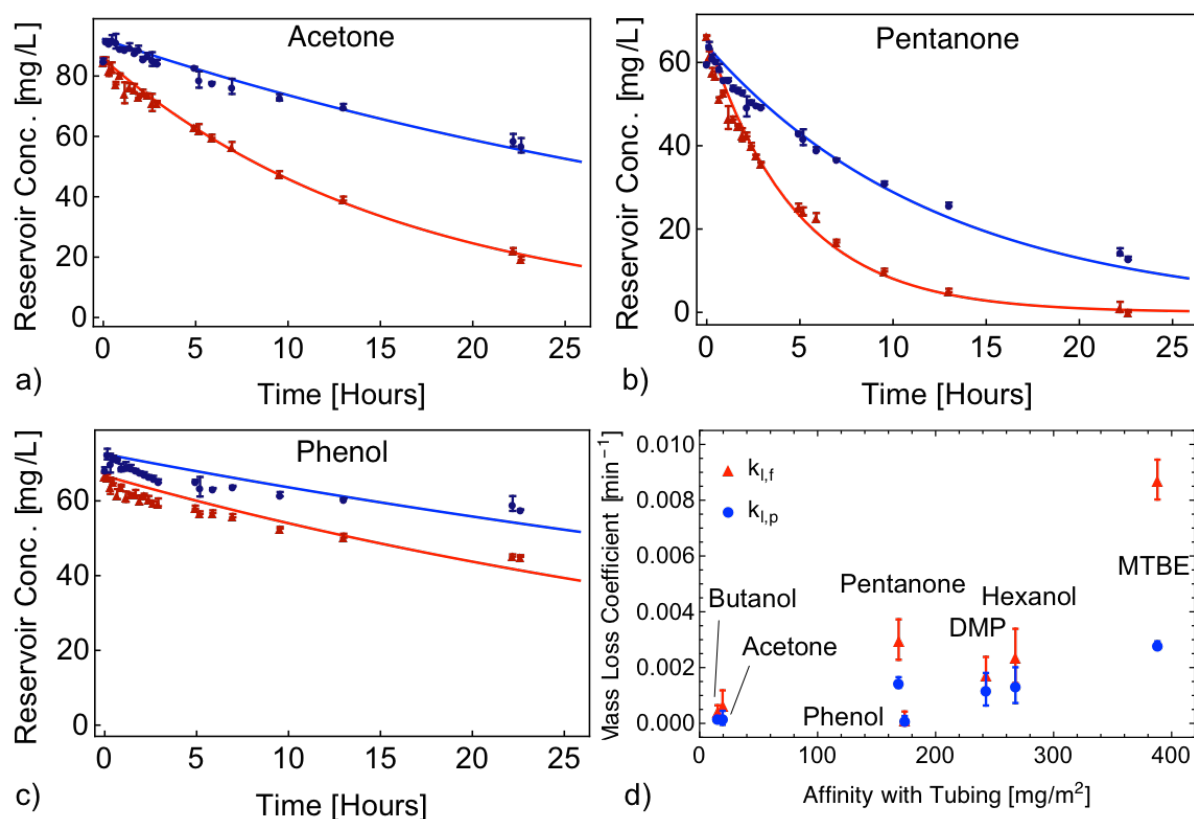 Acetone
Reservoir Conc. [mg/L]
80
60
40
20
0
0 5 10 15 20 25
a)
Time [Hours]
Pentanone
Reservoir Conc. [mg/L]
60
40
20
0
0 5 10 15 20 25
b)
Time [Hours]
Phenol
Reservoir Conc. [mg/L]
60
40
20
0
0 5 10 15 20 25
c)
Time [Hours]
Mass Loss Coefficient [min⁻¹]
0.010
0.008
0.006
0.004
0.002
0.000
k_{l,f}
k_{l,p}
MTBE
Pentanone
Hexanol
Butanol
DMP
Acetone
Phenol
0 100 200 300 400
d)
Affinity with Tubing [mg/m²]